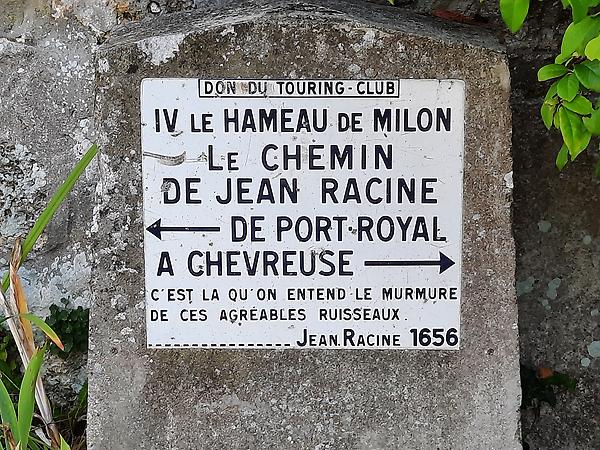 DON DU TOURING-CLUB
IV LE HAMEAU DE MILON
LE CHEMIN
DE JEAN RACINE
← DE PORT-ROYAL
A CHEVREUSE →
C'EST LA QU'ON ENTEND LE MURMURE
DE CES AGRÉABLES RUISSEAUX.
JEAN RACINE 1656